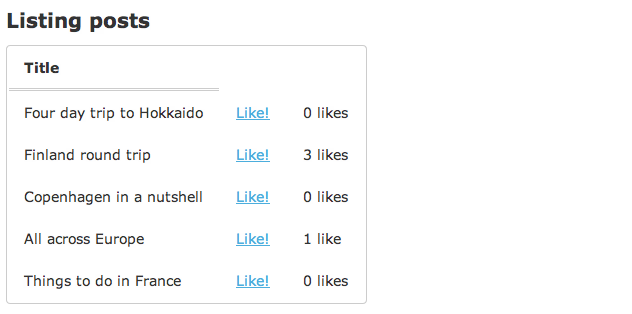 Listing posts
Title
Four day trip to Hokkaido Like! 0 likes
Finland round trip Like! 3 likes
Copenhagen in a nutshell Like! 0 likes
All across Europe Like! 1 like
Things to do in France Like! 0 likes